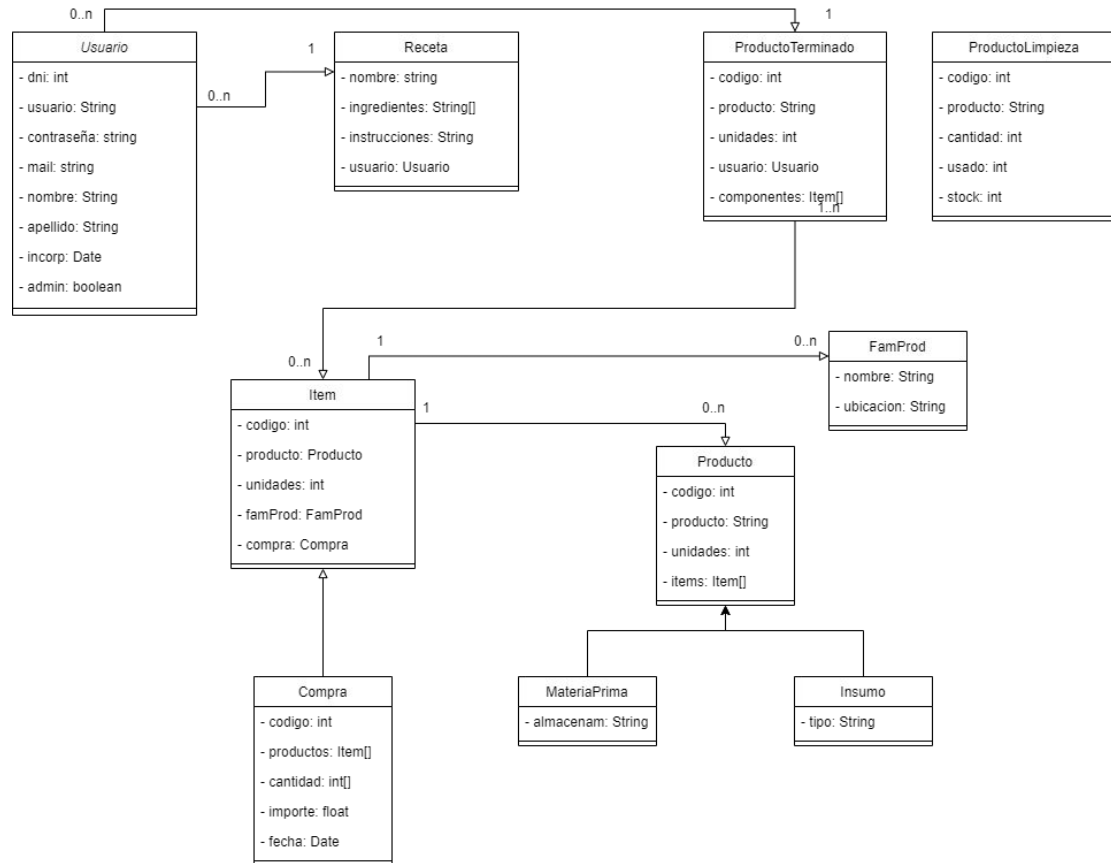 0..n
1
Usuario
- dni: int
- usuario: String
- contraseña: string
- mail: string
- nombre: String
- apellido: String
- incorp: Date
- admin: boolean
1
0..n
Receta
- nombre: string
- ingredientes: String[]
- instrucciones: String
- usuario: Usuario
ProductoTerminado
- codigo: int
- producto: String
- unidades: int
- usuario: Usuario
- componentes: Item[]
1..n
ProductoLimpieza
- codigo: int
- producto: String
- cantidad: int
- usado: int
- stock: int
0..n
1
0..n
FamProd
- nombre: String
- ubicacion: String
Item
- codigo: int
- producto: Producto
- unidades: int
- famProd: FamProd
- compra: Compra
1
0..n
Producto
- codigo: int
- producto: String
- unidades: int
- items: Item[]
Compra
- codigo: int
- productos: Item[]
- cantidad: int[]
- importe: float
- fecha: Date
MateriaPrima
- almacenam: String
Insumo
- tipo: String